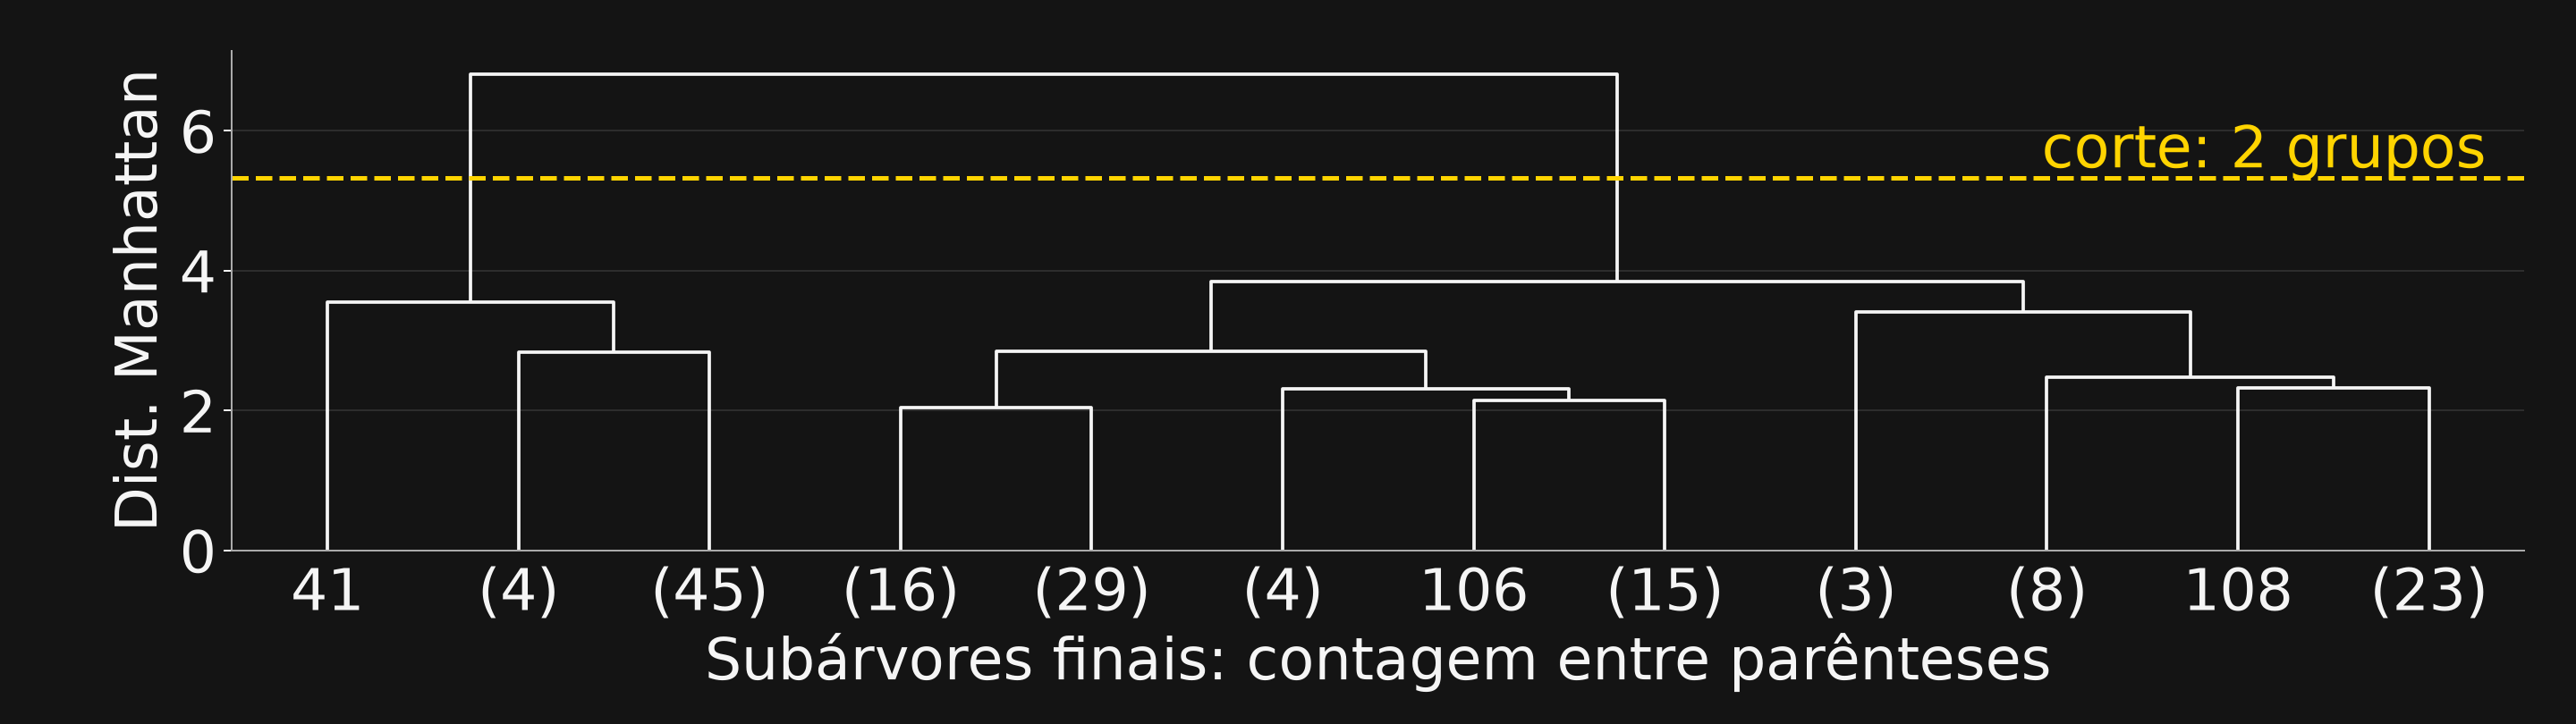 Dist. Manhattan
6
4
2
0
corte: 2 grupos
41 (4) (45) (16) (29) (4) 106 (15) (3) (8) 108 (23)
Subárvores finais: contagem entre parênteses